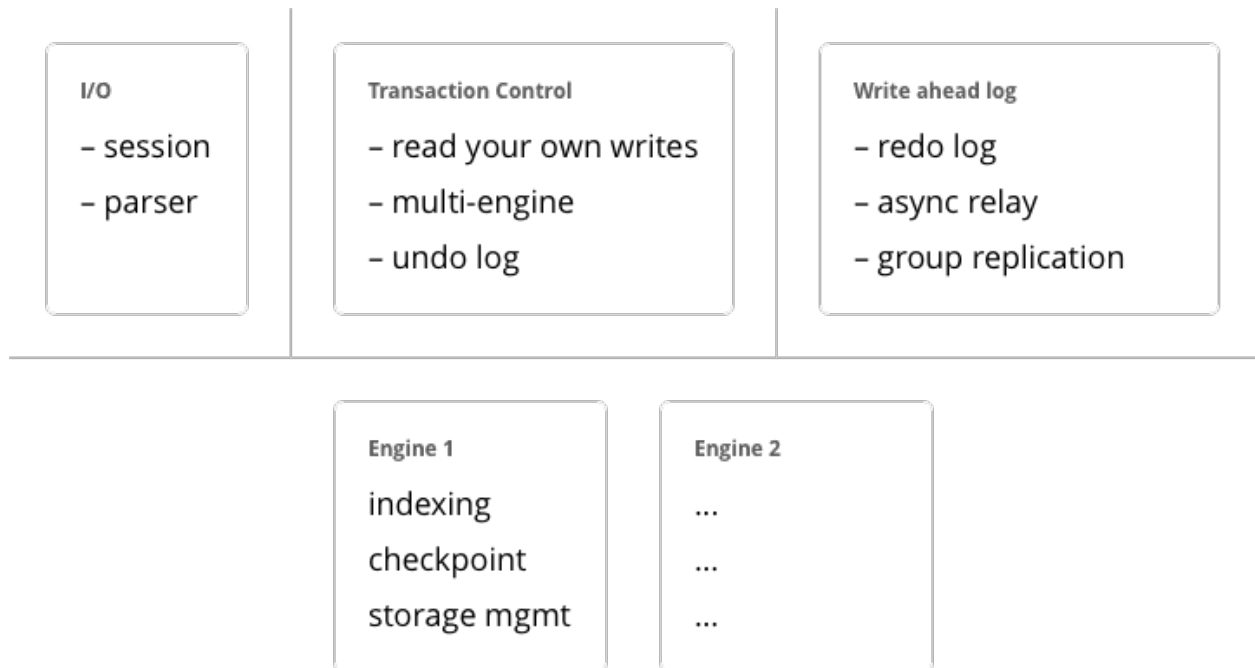 I/O
– session
– parser
Transaction Control
– read your own writes
– multi-engine
– undo log
Write ahead log
– redo log
– async relay
– group replication
Engine 1
indexing
checkpoint
storage mgmt
Engine 2
...
...
...